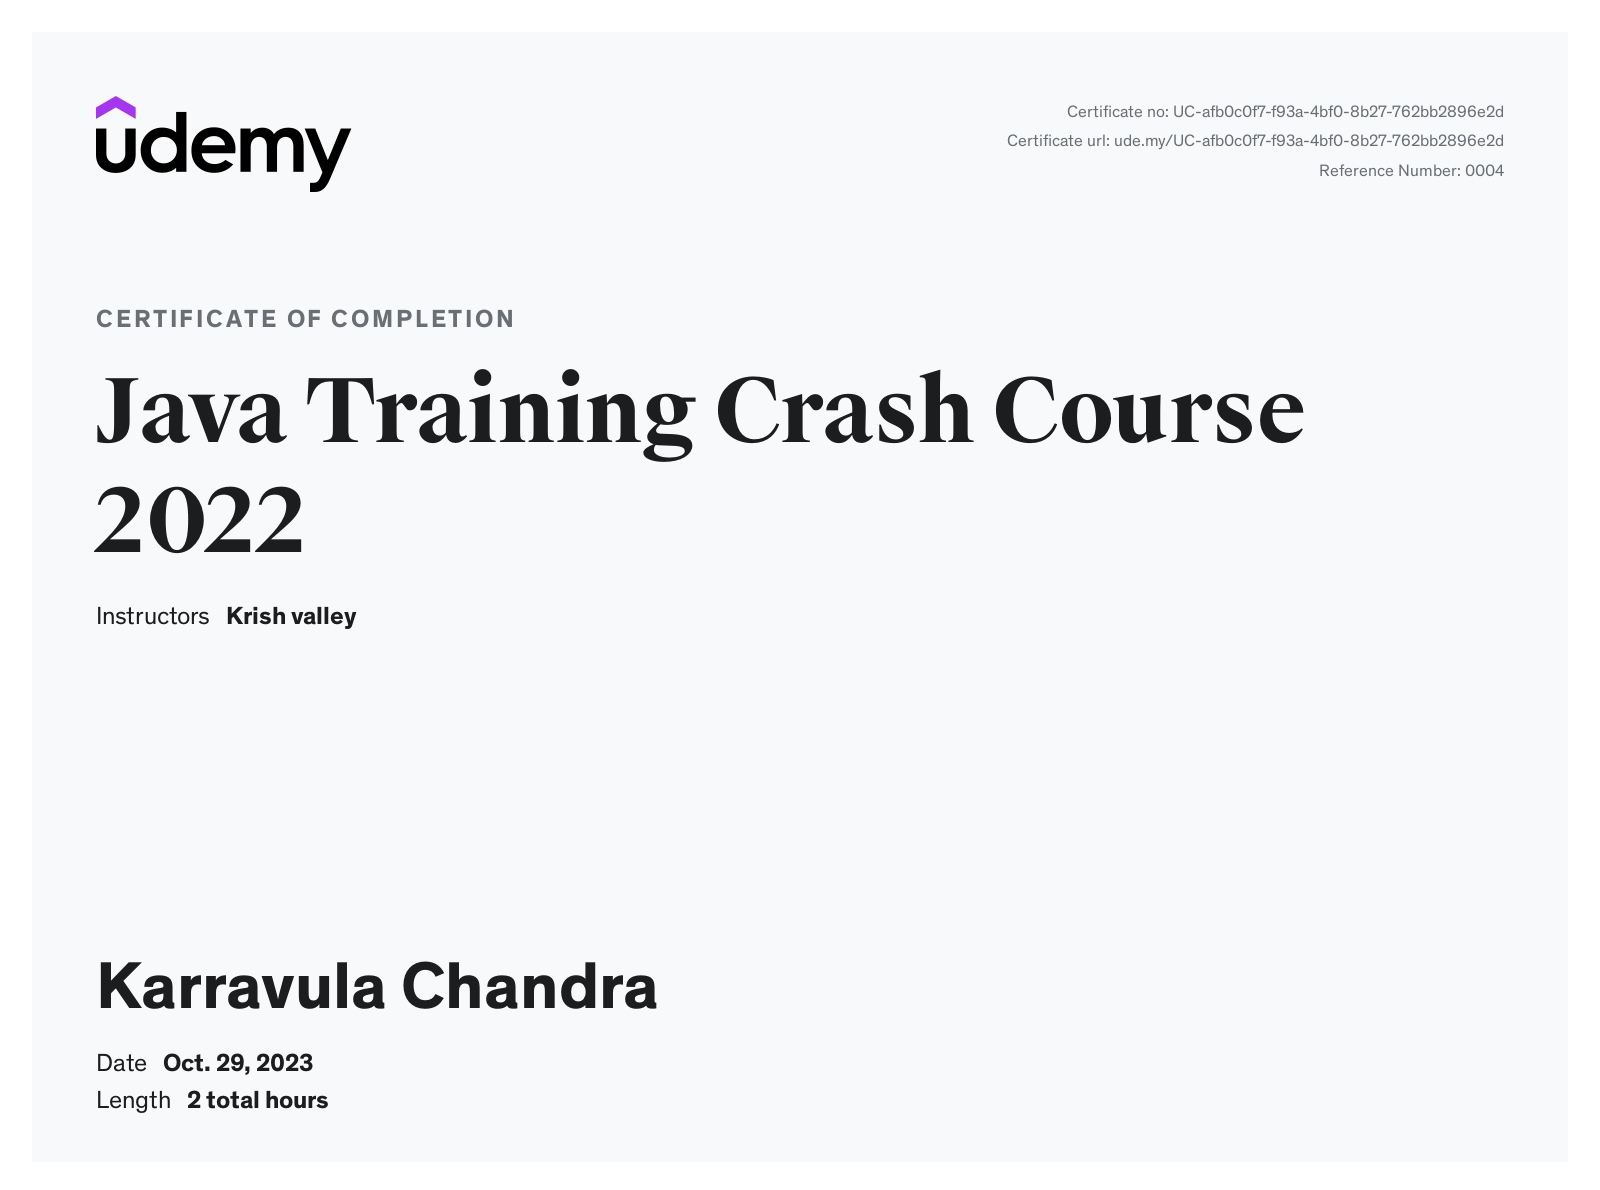 udemy
Certificate no: UC-afb0c0f7-f93a-4bf0-8b27-762bb2896e2d
Certificate url: ude.my/UC-afb0c0f7-f93a-4bf0-8b27-762bb2896e2d
Reference Number: 0004
CERTIFICATE OF COMPLETION
Java Training Crash Course
2022
Instructors Krish valley
Karravula Chandra
Date Oct. 29, 2023
Length 2 total hours